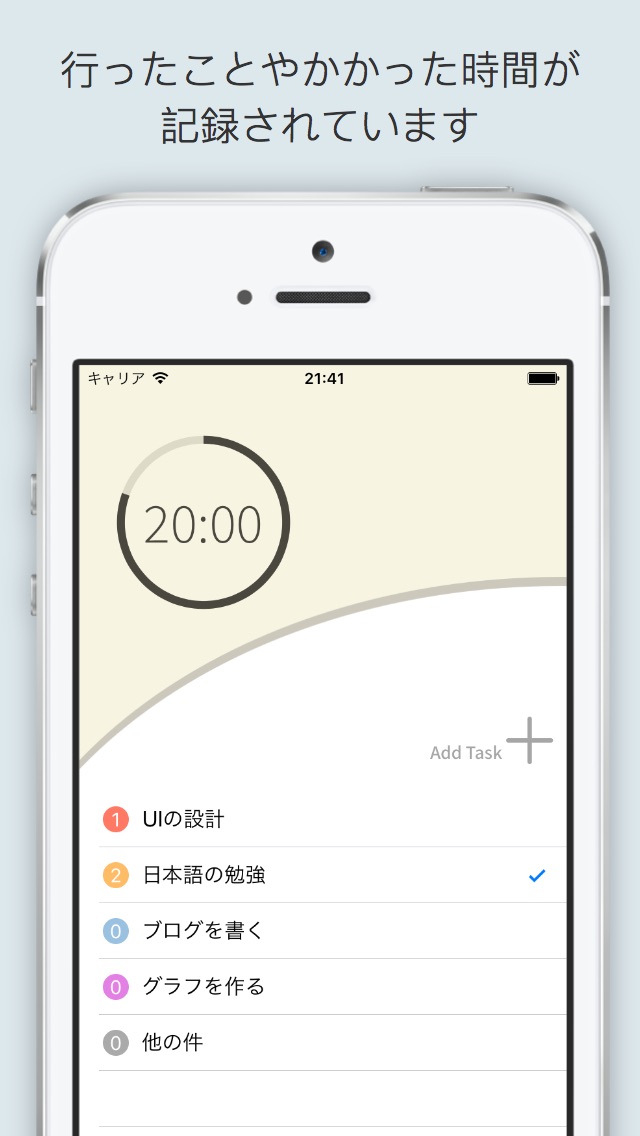 行ったことやかかった時間が
記録されています
キャリア 21:41
20:00
Add Task
1 UIの設計
2 日本語の勉強
0 ブログを書く
0 グラフを作る
0 他の件